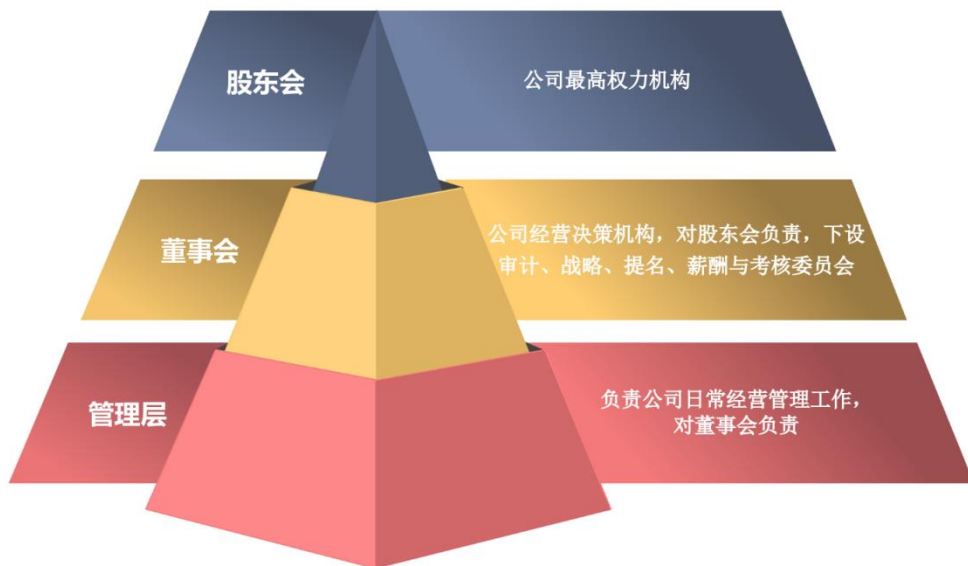 股东会
公司最高权力机构
董事会
公司经营决策机构，对股东会负责，下设
审计、战略、提名、薪酬与考核委员会
管理层
负责公司日常经营管理工作，
对董事会负责